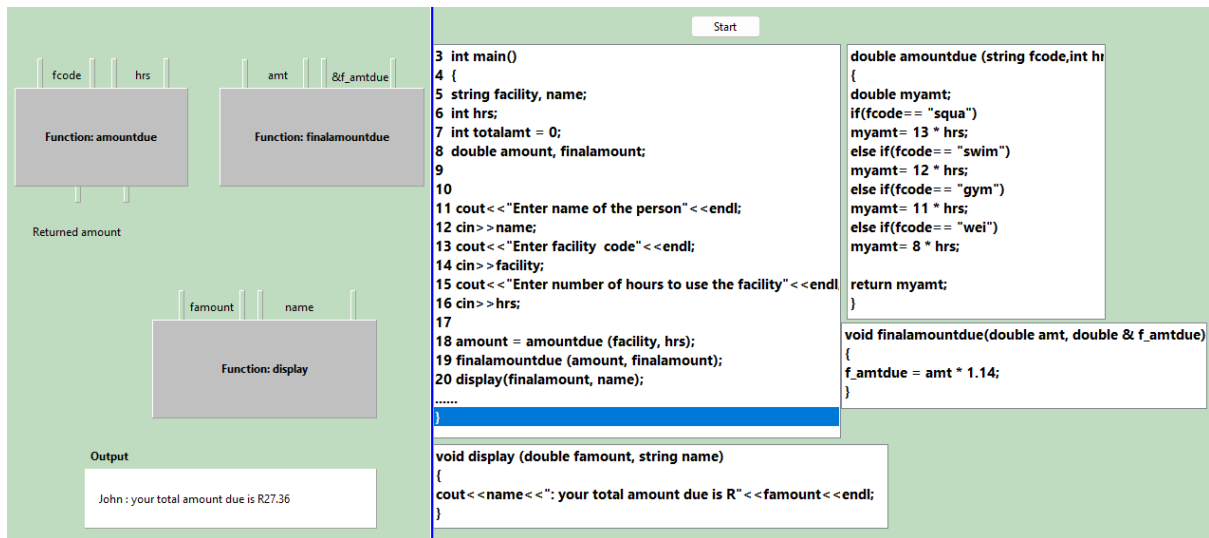 Start
fcode hrs
Function: amountdue
Returned amount
amt &f_amtdue
Function: finalamountdue
famount name
Function: display
Output
John : your total amount due is R27.36
3 int main()
4 {
5 string facility, name;
6 int hrs;
7 int totalamt = 0;
8 double amount, finalamount;
9
10
11 cout<<"Enter name of the person"<<endl;
12 cin>>name;
13 cout<<"Enter facility  code"<<endl;
14 cin>>facility;
15 cout<<"Enter number of hours to use the facility"<<endl;
16 cin>>hrs;
17
18 amount = amountdue (facility, hrs);
19 finalamountdue (amount, finalamount);
20 display(finalamount, name);
......
}
void display (double famount, string name)
{
cout<<name<<": your total amount due is R"<<famount<<endl;
}
double amountdue (string fcode,int hr
{
double myamt;
if(fcode== "squa")
myamt= 13 * hrs;
else if(fcode== "swim")
myamt= 12 * hrs;
else if(fcode== "gym")
myamt= 11 * hrs;
else if(fcode== "wei")
myamt= 8 * hrs;
return myamt;
}
void finalamountdue(double amt, double & f_amtdue)
{
f_amtdue = amt * 1.14;
}